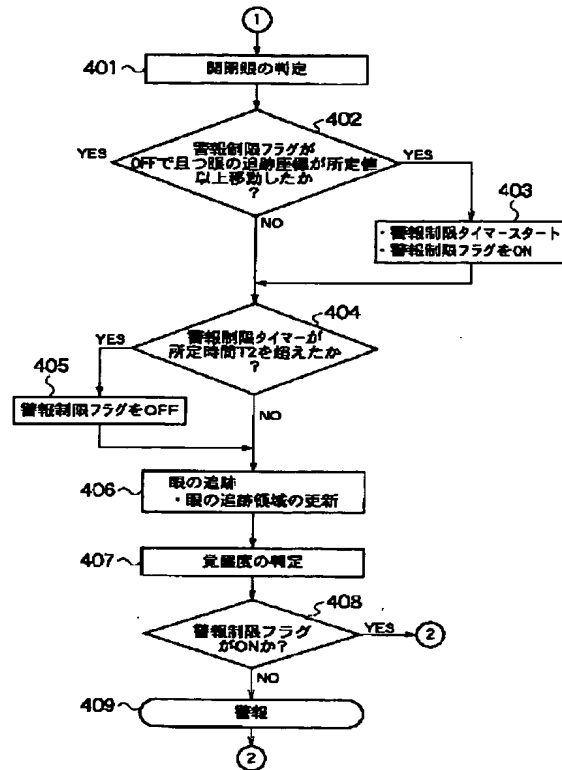 1
401
開閉眼の判定
402
YES
警報制限フラグが
OFFで且つ眼の追跡座標が所定値
以上移動したか
?
YES
403
・警報制限タイマースタート
・警報制限フラグをON
NO
404
YES
警報制限タイマーが
所定時間T2を超えたか
?
405
警報制限フラグをOFF
NO
406
眼の追跡
・眼の追跡領域の更新
407
覚醒度の判定
408
警報制限フラグ
がONか?
YES
2
NO
409
警報
2